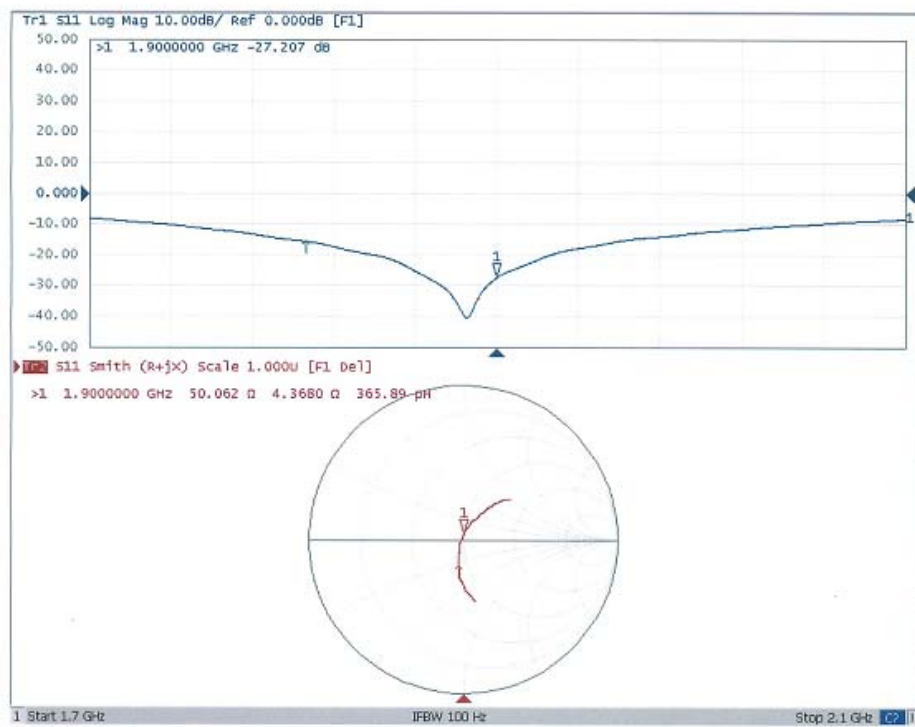 Tr1 S11 Log Mag 10.00dB/ Ref 0.000dB [F1]
50.00
>1 1.9000000 GHz -27.207 dB
40.00
30.00
20.00
10.00
0.000
-10.00
1
-20.00
1
-30.00
-40.00
-50.00
Tr2 S11 Smith (R+jX) Scale 1.000U [F1 Del]
>1 1.9000000 GHz 50.062 Ω 4.3680 Ω 365.89 pH
1
1 Start 1.7 GHz IFBW 100 Hz Stop 2.1 GHz C?